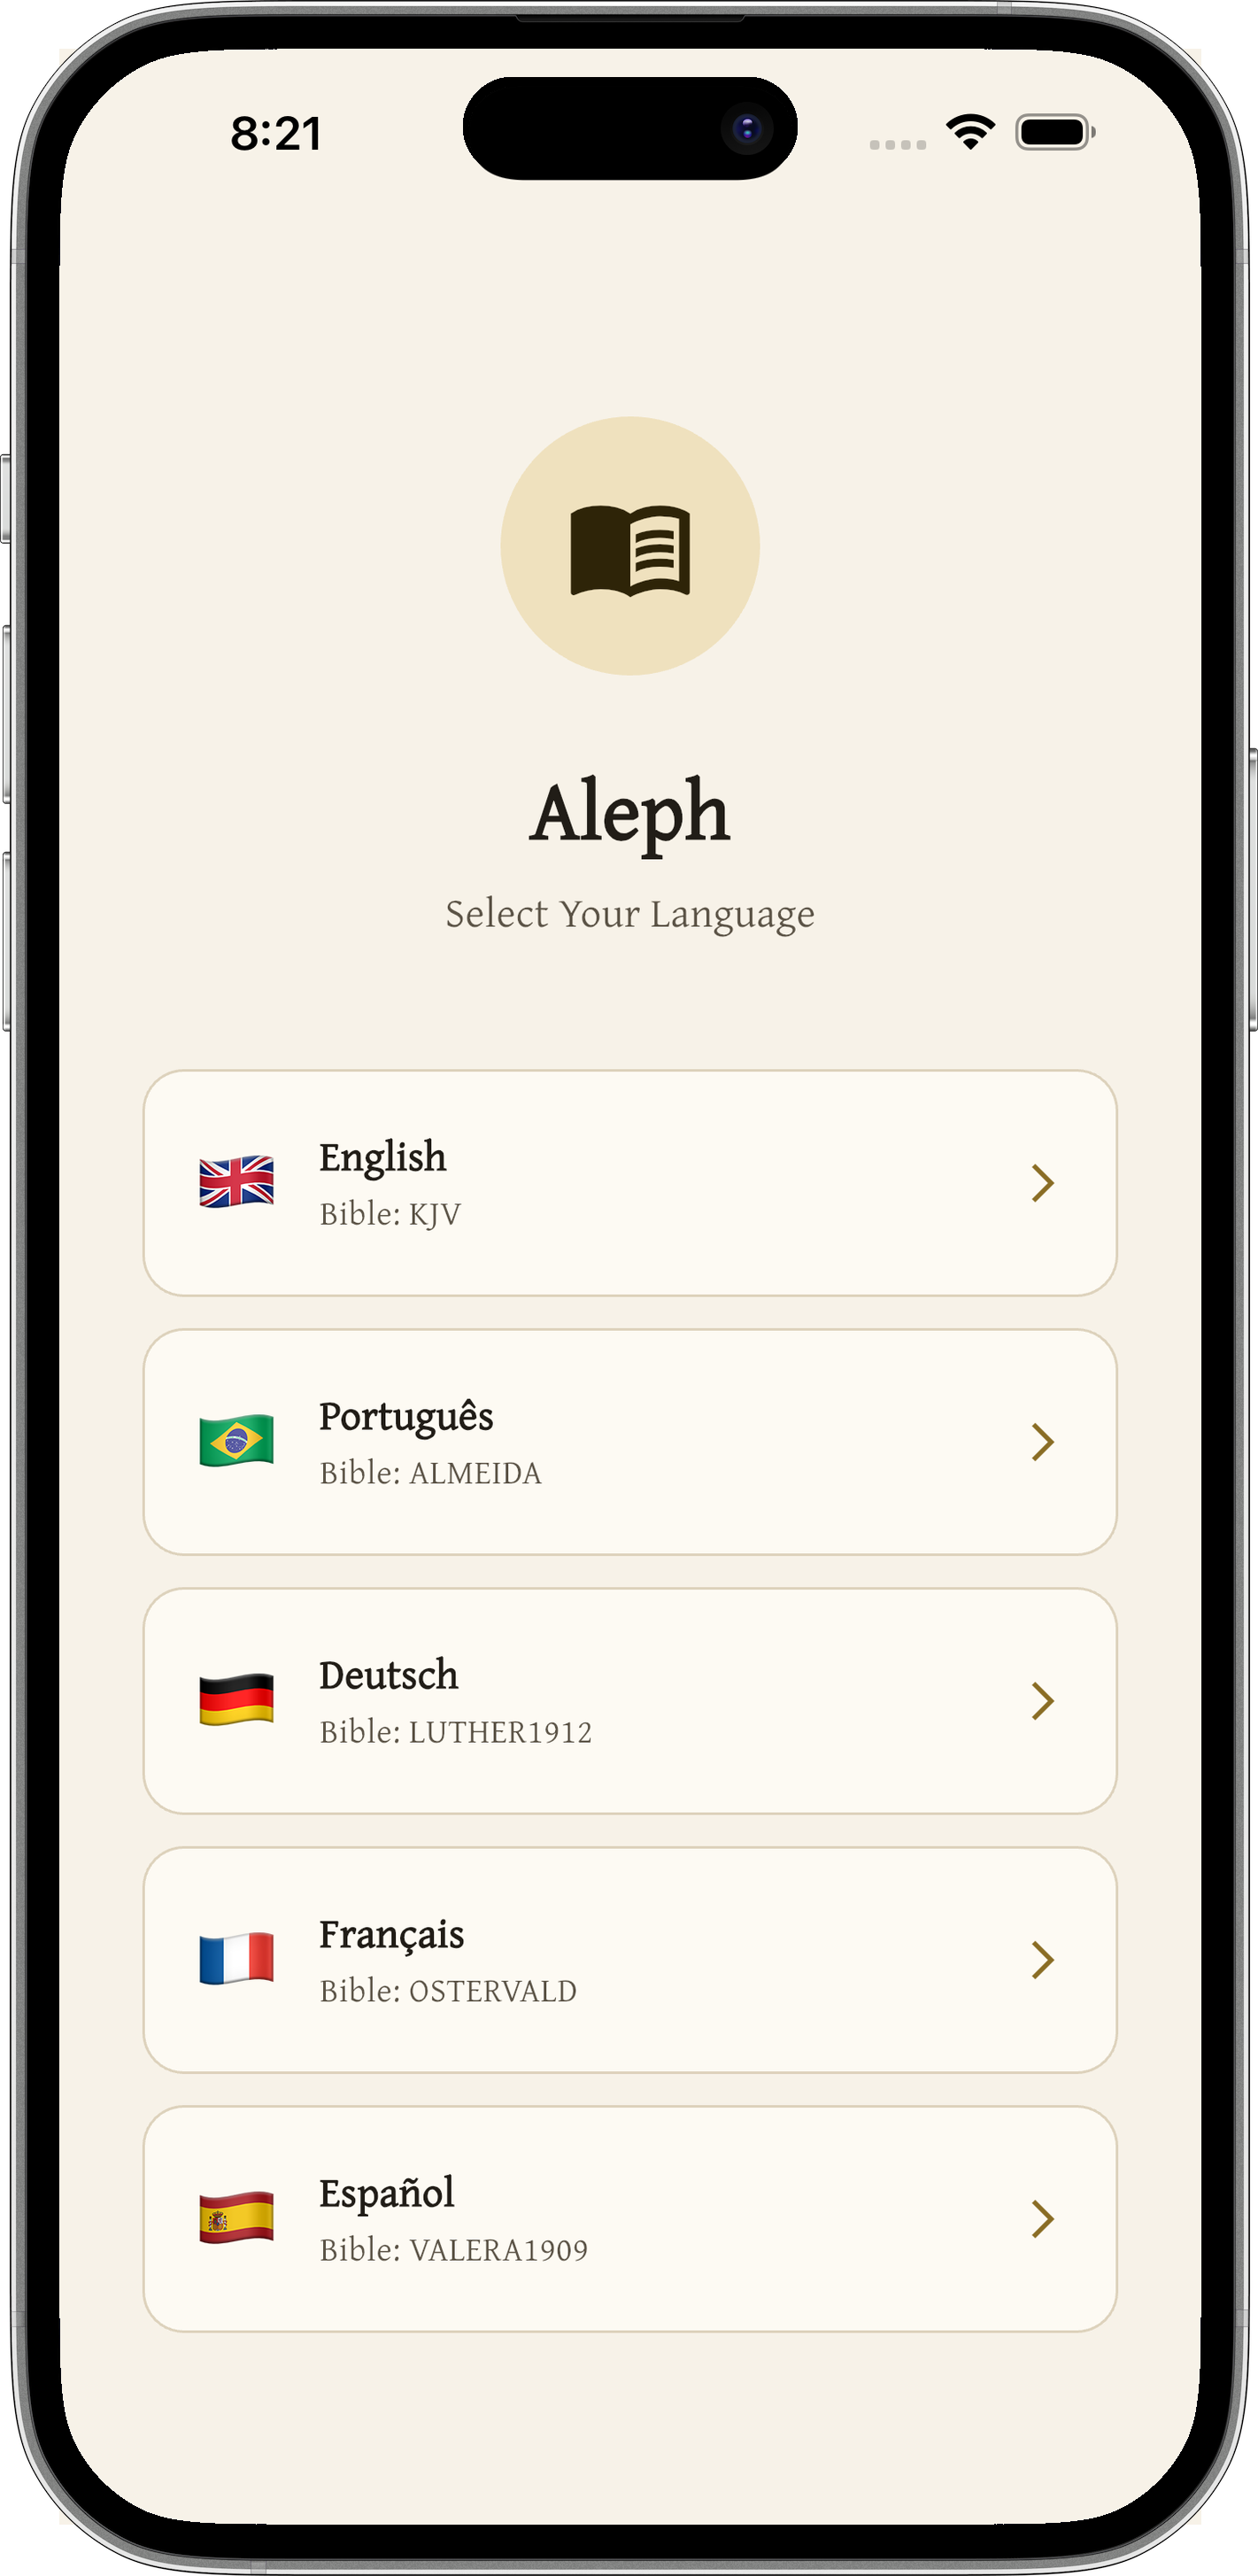 8:21
Aleph
Select Your Language
English
Bible: KJV
Português
Bible: ALMEIDA
Deutsch
Bible: LUTHER1912
Français
Bible: OSTERVALD
Español
Bible: VALERA1909